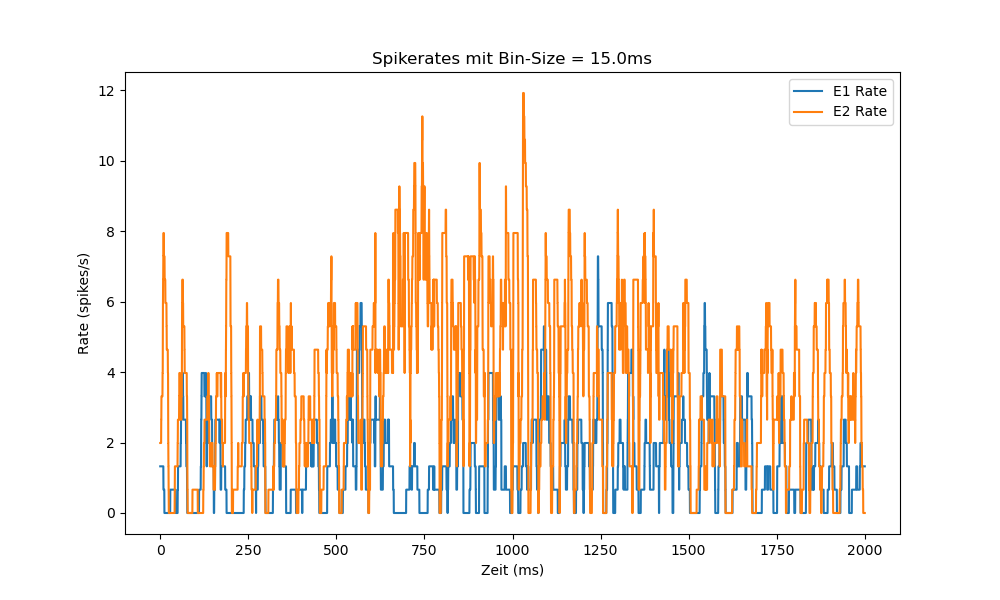 Spikerates mit Bin-Size = 15.0ms
E1 Rate
E2 Rate
Rate (spikes/s)
12
10
8
6
4
2
0
0 250 500 750 1000 1250 1500 1750 2000
Zeit (ms)